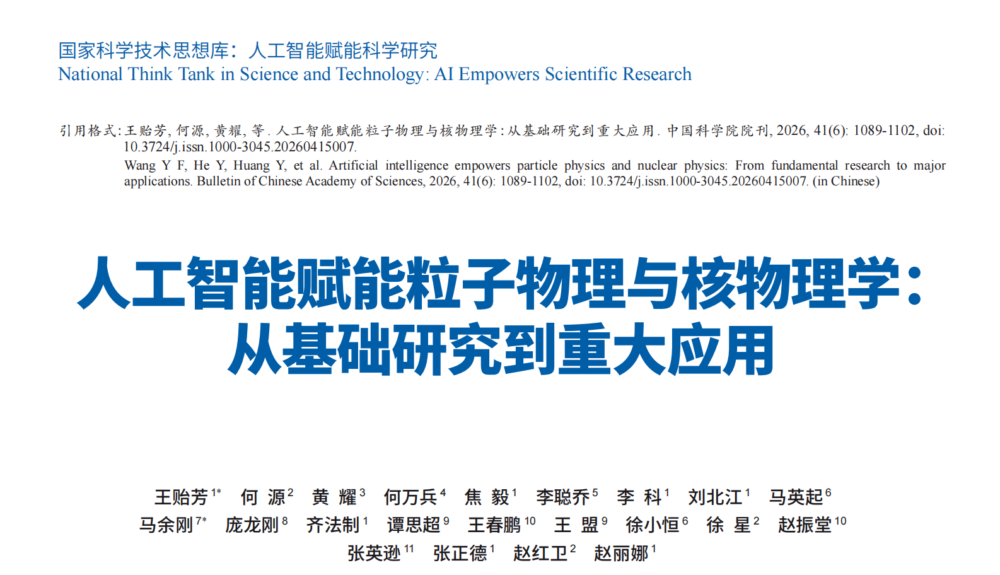 国家科学技术思想库：人工智能赋能科学研究
National Think Tank in Science and Technology: AI Empowers Scientific Research
引用格式：王贻芳, 何源, 黄耀, 等. 人工智能赋能粒子物理与核物理学：从基础研究到重大应用. 中国科学院院刊, 2026, 41(6): 1089-1102, doi:
10.3724/j.issn.1000-3045.20260415007.
Wang Y F, He Y, Huang Y, et al. Artificial intelligence empowers particle physics and nuclear physics: From fundamental research to major
applications. Bulletin of Chinese Academy of Sciences, 2026, 41(6): 1089-1102, doi: 10.3724/j.issn.1000-3045.20260415007. (in Chinese)
人工智能赋能粒子物理与核物理学：
从基础研究到重大应用
王贻芳1* 何 源2 黄 耀3 何万兵4 焦 毅1 李聪乔5 李 科1 刘北江1 马英起6
马余刚7* 庞龙刚8 齐法制1 谭思超9 王春鹏10 王 盟9 徐小恒6 徐 星2 赵振堂10
张英逊11 张正德1 赵红卫2 赵丽娜1